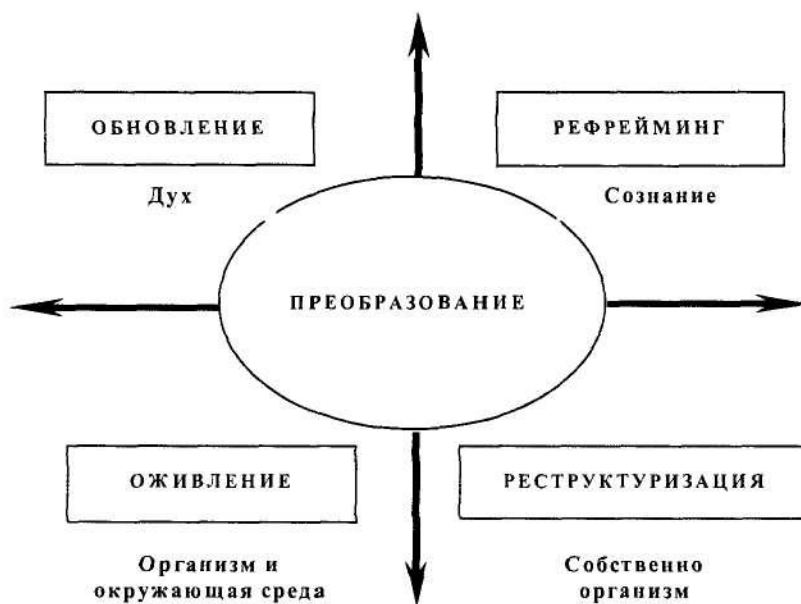 ОБНОВЛЕНИЕ
РЕФРЕЙМИНГ
Дух
Сознание
ПРЕОБРАЗОВАНИЕ
ОЖИВЛЕНИЕ
РЕСТРУКТУРИЗАЦИЯ
Организм и
окружающая среда
Собственно
организм